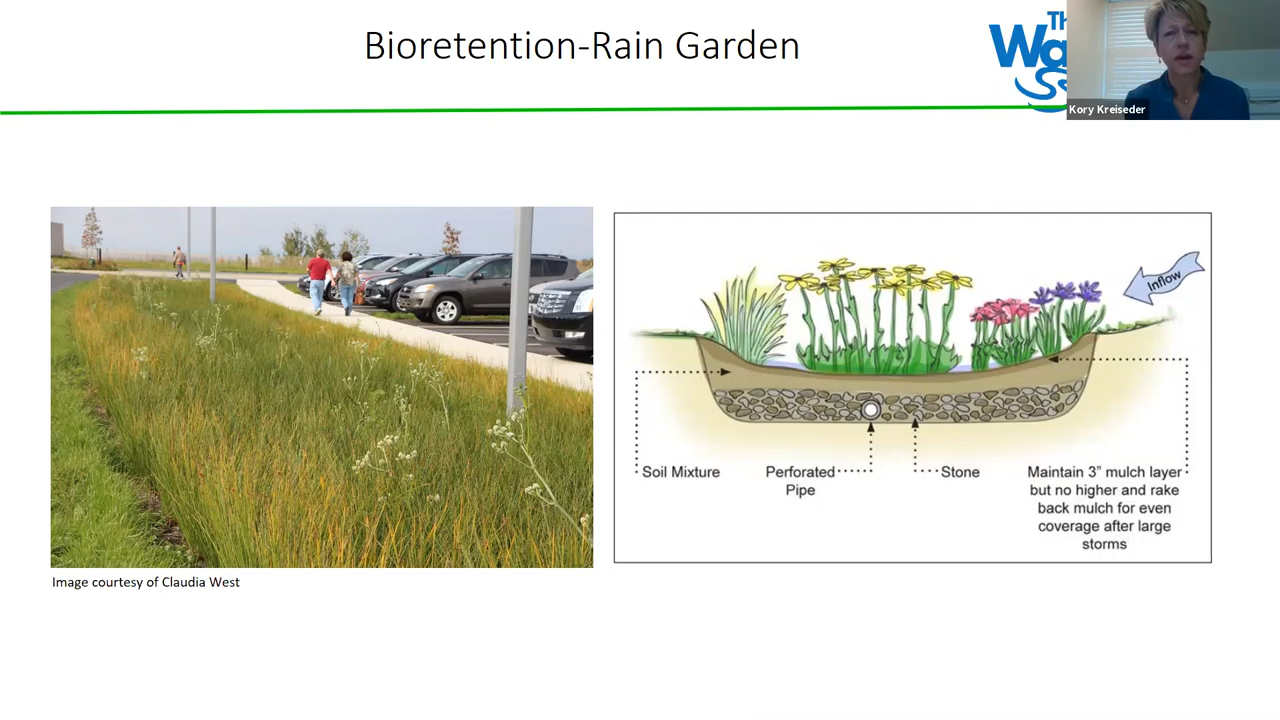 Bioretention-Rain Garden
Kory Kreiseder
Inflow
Soil Mixture
Perforated
Pipe
Stone
Maintain 3” mulch layer
but no higher and rake
back mulch for even
coverage after large
storms
Image courtesy of Claudia West